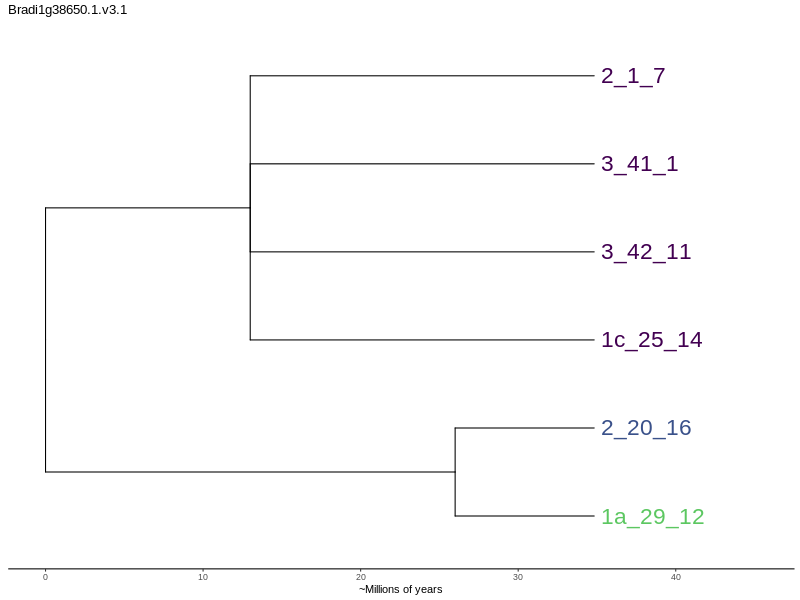 Bradi1g38650.1.v3.1
2_1_7
3_41_1
3_42_11
1c_25_14
2_20_16
1a_29_12
0 10 20 30 40
~Millions of years